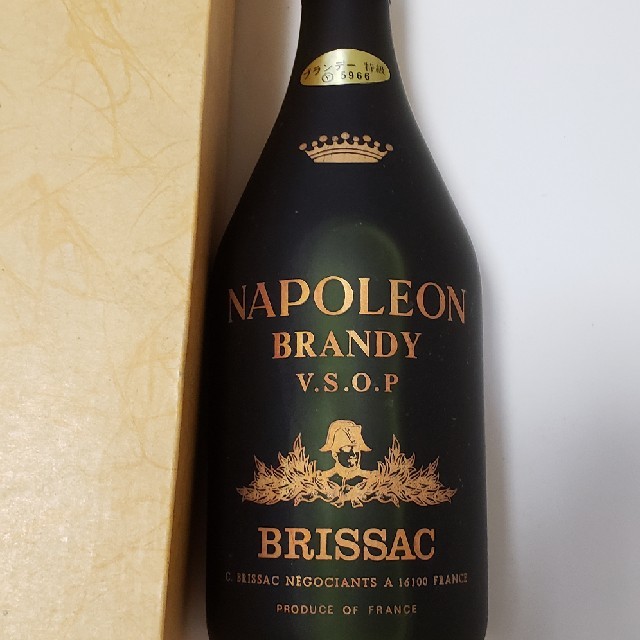 ブランデー 特級
5966
NAPOLEON
BRANDY
V.S.O.P
BRISSAC
C. BRISSAC NÉGOCIANTS A 16100 FRANCE
PRODUCE OF FRANCE